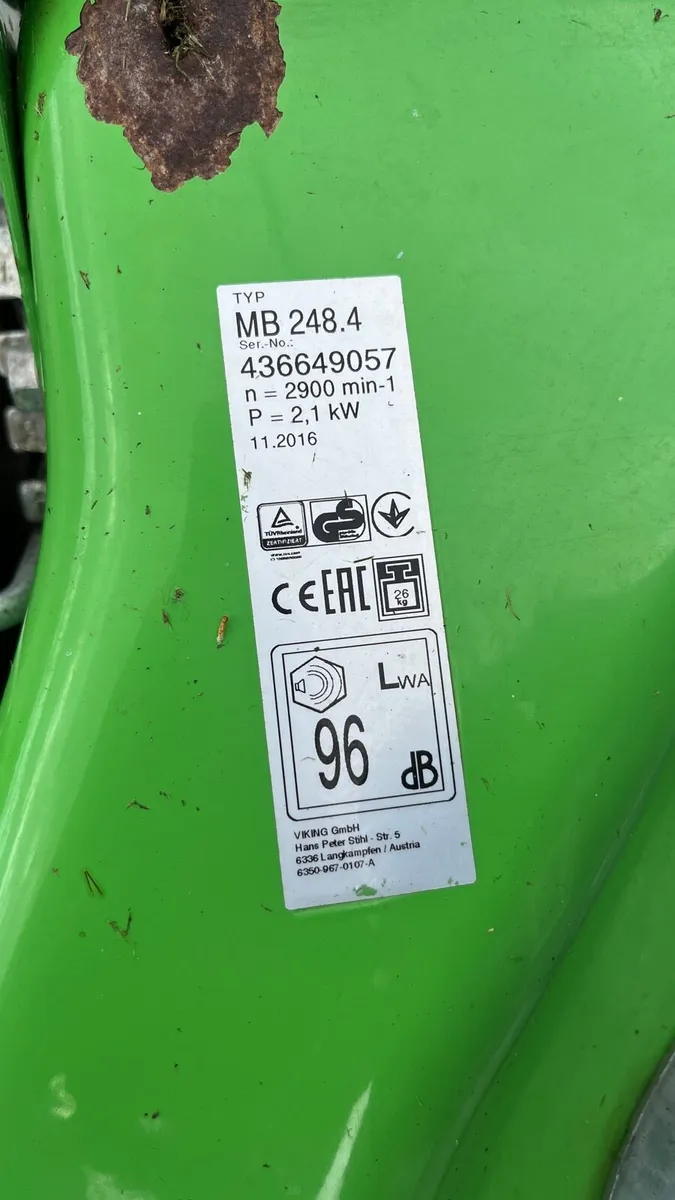 TYP
MB 248.4
Ser.-No.:
436649057
n = 2900 min-1
P = 2,1 kW
11.2016
TÜVRheinland
ZERTIFIZIERT
CE EAC 26 kg
LWA
96 dB
VIKING GmbH
Hans Peter Stihl - Str. 5
6336 Langkampfen / Austria
6350-967-0107-A